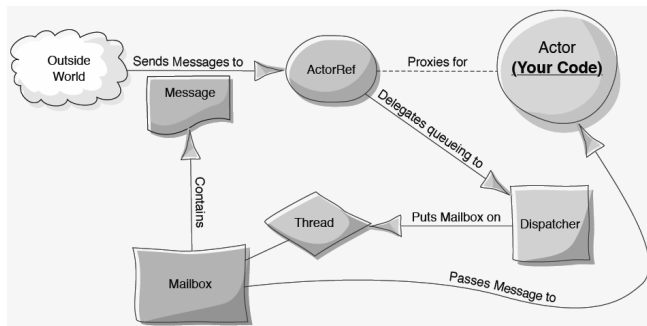 Outside
World
Sends Messages to
ActorRef
Proxies for
Actor
(Your Code)
Message
Delegates queueing to
Contains
Thread
Puts Mailbox on
Dispatcher
Mailbox
Passes Message to